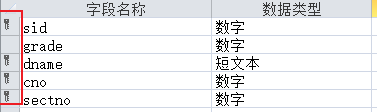 字段名称 数据类型
sid 数字
grade 数字
dname 短文本
cno 数字
sectno 数字